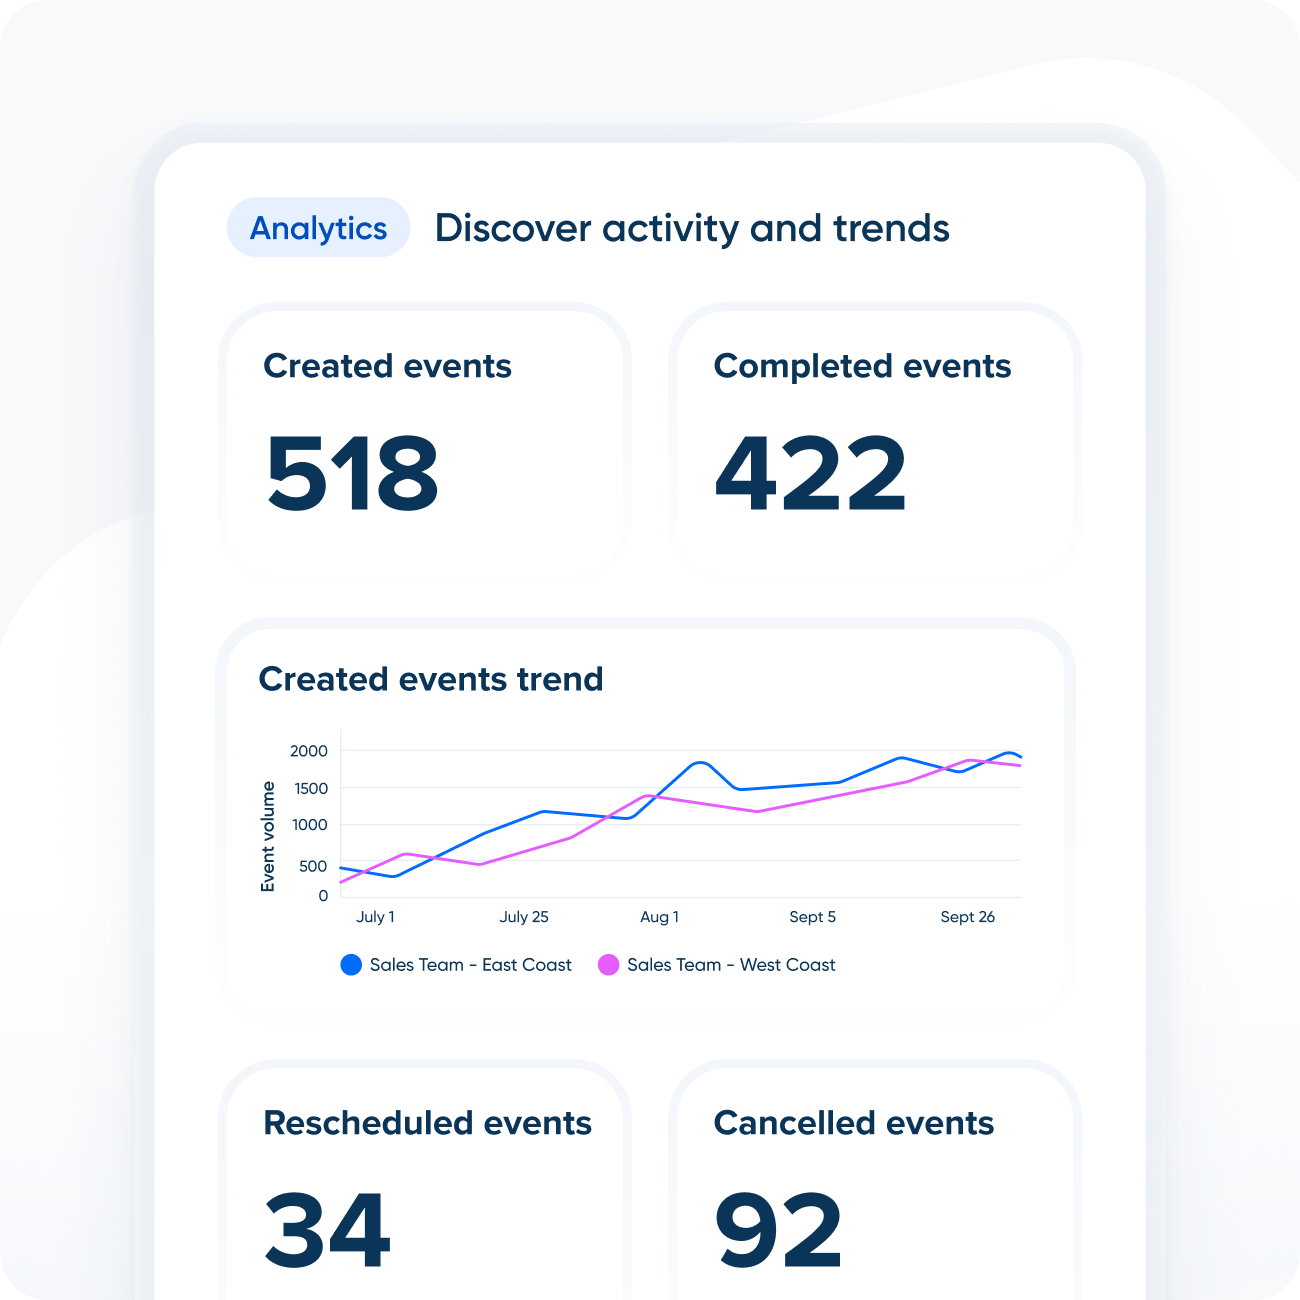 Analytics Discover activity and trends
Created events
518
Completed events
422
Created events trend
Event volume
2000
1500
1000
500
0
July 1 July 25 Aug 1 Sept 5 Sept 26
Sales Team - East Coast Sales Team - West Coast
Rescheduled events
34
Cancelled events
92